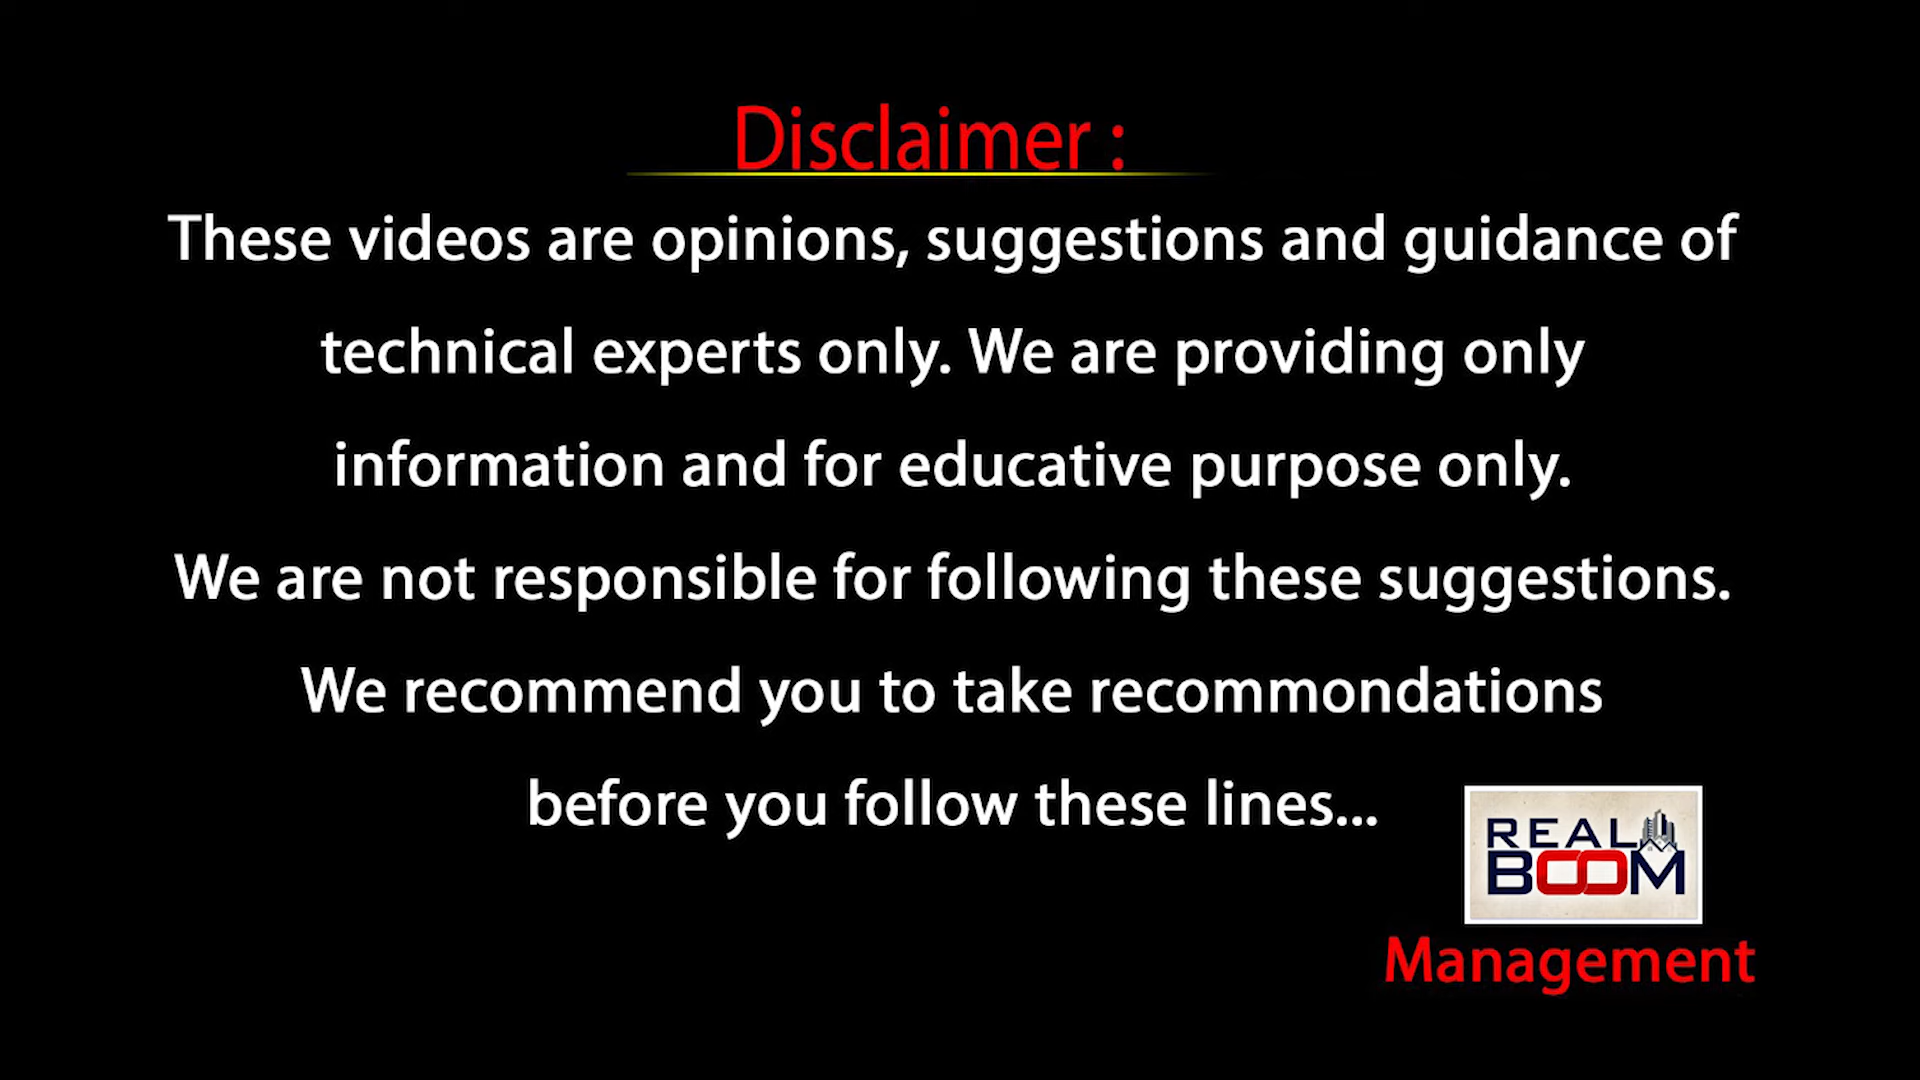 Disclaimer :
These videos are opinions, suggestions and guidance of
technical experts only. We are providing only
information and for educative purpose only.
We are not responsible for following these suggestions.
We recommend you to take recommondations
before you follow these lines...
REAL
BOOM
Management